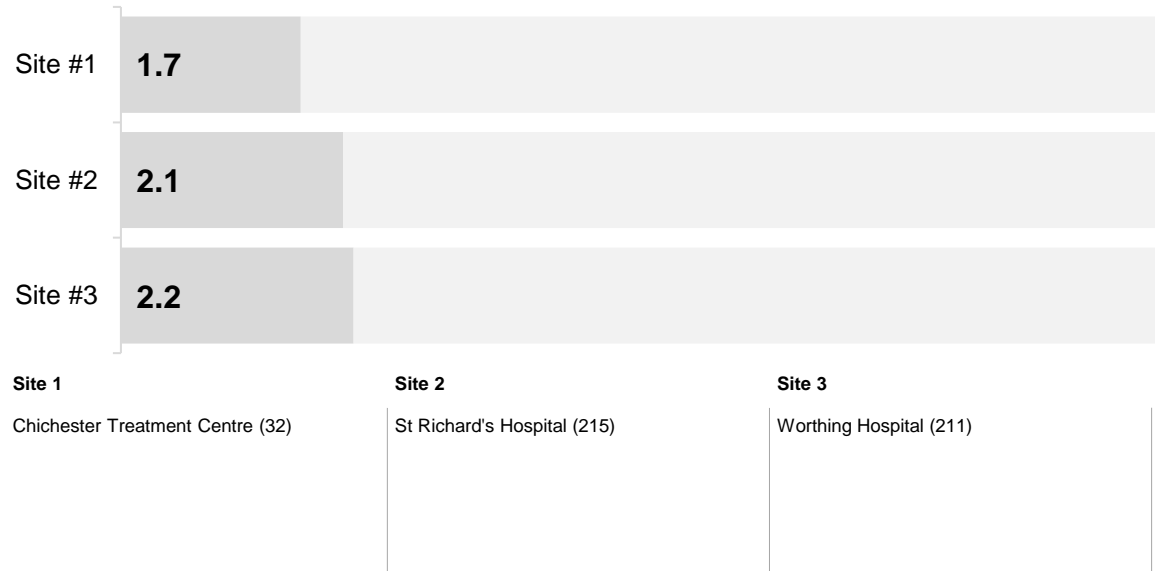 Site #1 1.7
Site #2 2.1
Site #3 2.2
Site 1 Site 2 Site 3
Chichester Treatment Centre (32) St Richard's Hospital (215) Worthing Hospital (211)